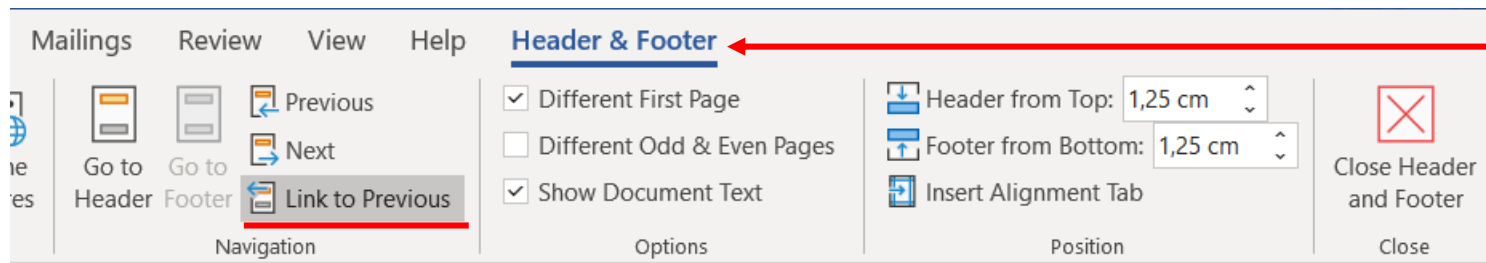 Mailings Review View Help Header & Footer
Previous Different First Page Header from Top: 1,25 cm
Next Different Odd & Even Pages Footer from Bottom: 1,25 cm
Go to Go to Close Header
Header Footer Link to Previous Show Document Text Insert Alignment Tab and Footer
Navigation Options Position Close